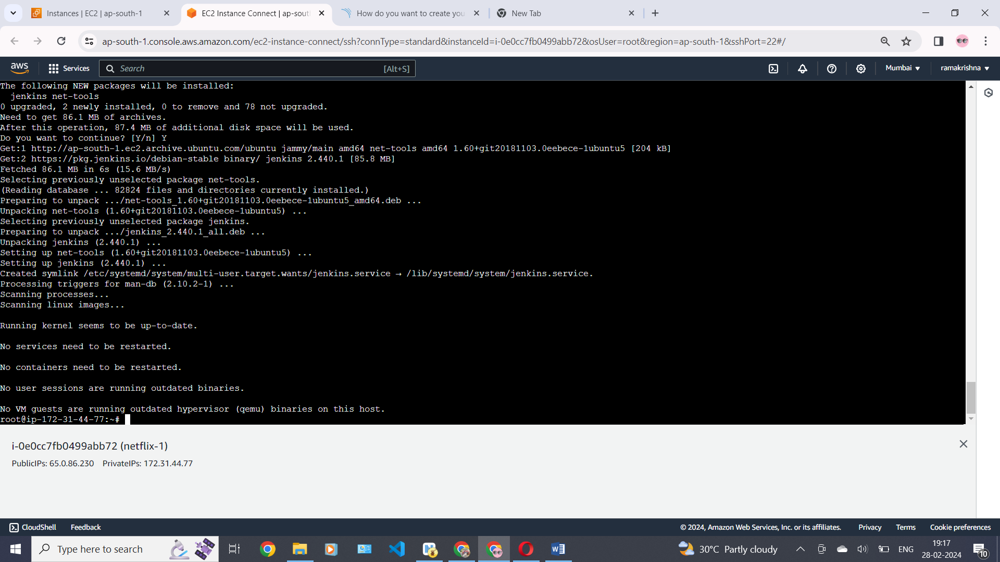 Instances | EC2 | ap-south-1
EC2 Instance Connect | ap-sout
How do you want to create you
New Tab
ap-south-1.console.aws.amazon.com/ec2-instance-connect/ssh?connType=standard&instanceId=i-0e0cc7fb0499abb72&osUser=root&region=ap-south-1&sshPort=22#/
aws
Services
Search
[Alt+S]
Mumbai
ramakrishna
The following NEW packages will be installed:
  jenkins net-tools
0 upgraded, 2 newly installed, 0 to remove and 78 not upgraded.
Need to get 86.1 MB of archives.
After this operation, 87.4 MB of additional disk space will be used.
Do you want to continue? [Y/n] Y
Get:1 http://ap-south-1.ec2.archive.ubuntu.com/ubuntu jammy/main amd64 net-tools amd64 1.60+git20181103.0eebece-1ubuntu5 [204 kB]
Get:2 https://pkg.jenkins.io/debian-stable binary/ jenkins 2.440.1 [85.8 MB]
Fetched 86.1 MB in 6s (15.6 MB/s)
Selecting previously unselected package net-tools.
(Reading database ... 82824 files and directories currently installed.)
Preparing to unpack .../net-tools_1.60+git20181103.0eebece-1ubuntu5_amd64.deb ...
Unpacking net-tools (1.60+git20181103.0eebece-1ubuntu5) ...
Selecting previously unselected package jenkins.
Preparing to unpack .../jenkins_2.440.1_all.deb ...
Unpacking jenkins (2.440.1) ...
Setting up net-tools (1.60+git20181103.0eebece-1ubuntu5) ...
Setting up jenkins (2.440.1) ...
Created symlink /etc/systemd/system/multi-user.target.wants/jenkins.service → /lib/systemd/system/jenkins.service.
Processing triggers for man-db (2.10.2-1) ...
Scanning processes...
Scanning linux images...
Running kernel seems to be up-to-date.
No services need to be restarted.
No containers need to be restarted.
No user sessions are running outdated binaries.
No VM guests are running outdated hypervisor (qemu) binaries on this host.
root@ip-172-31-44-77:~#
i-0e0cc7fb0499abb72 (netflix-1)
PublicIPs: 65.0.86.230 PrivateIPs: 172.31.44.77
CloudShell
Feedback
© 2024, Amazon Web Services, Inc. or its affiliates.
Privacy
Terms
Cookie preferences
Type here to search
30°C Partly cloudy
ENG
19:17
28-02-2024
10